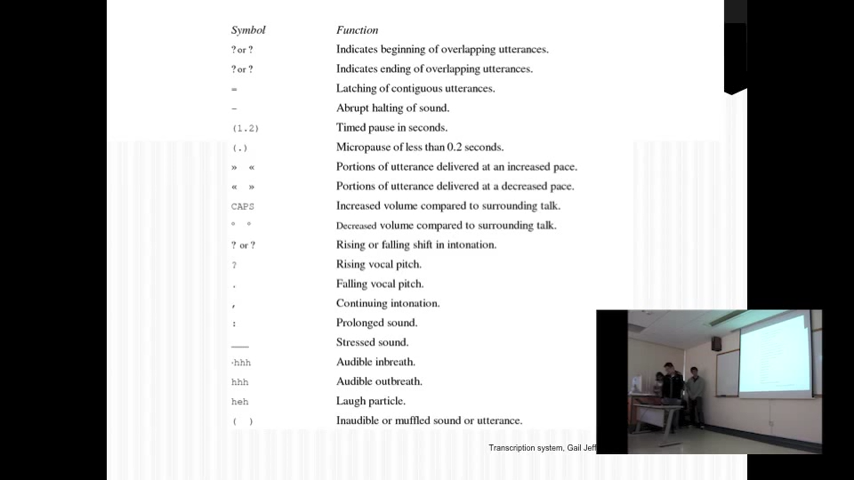 Symbol Function
? or ? Indicates beginning of overlapping utterances.
? or ? Indicates ending of overlapping utterances.
= Latching of contiguous utterances.
– Abrupt halting of sound.
(1.2) Timed pause in seconds.
(.) Micropause of less than 0.2 seconds.
» « Portions of utterance delivered at an increased pace.
« » Portions of utterance delivered at a decreased pace.
CAPS Increased volume compared to surrounding talk.
° ° Decreased volume compared to surrounding talk.
? or ? Rising or falling shift in intonation.
? Rising vocal pitch.
. Falling vocal pitch.
, Continuing intonation.
: Prolonged sound.
___ Stressed sound.
·hhh Audible inbreath.
hhh Audible outbreath.
heh Laugh particle.
( ) Inaudible or muffled sound or utterance.
Transcription system, Gail Jeff